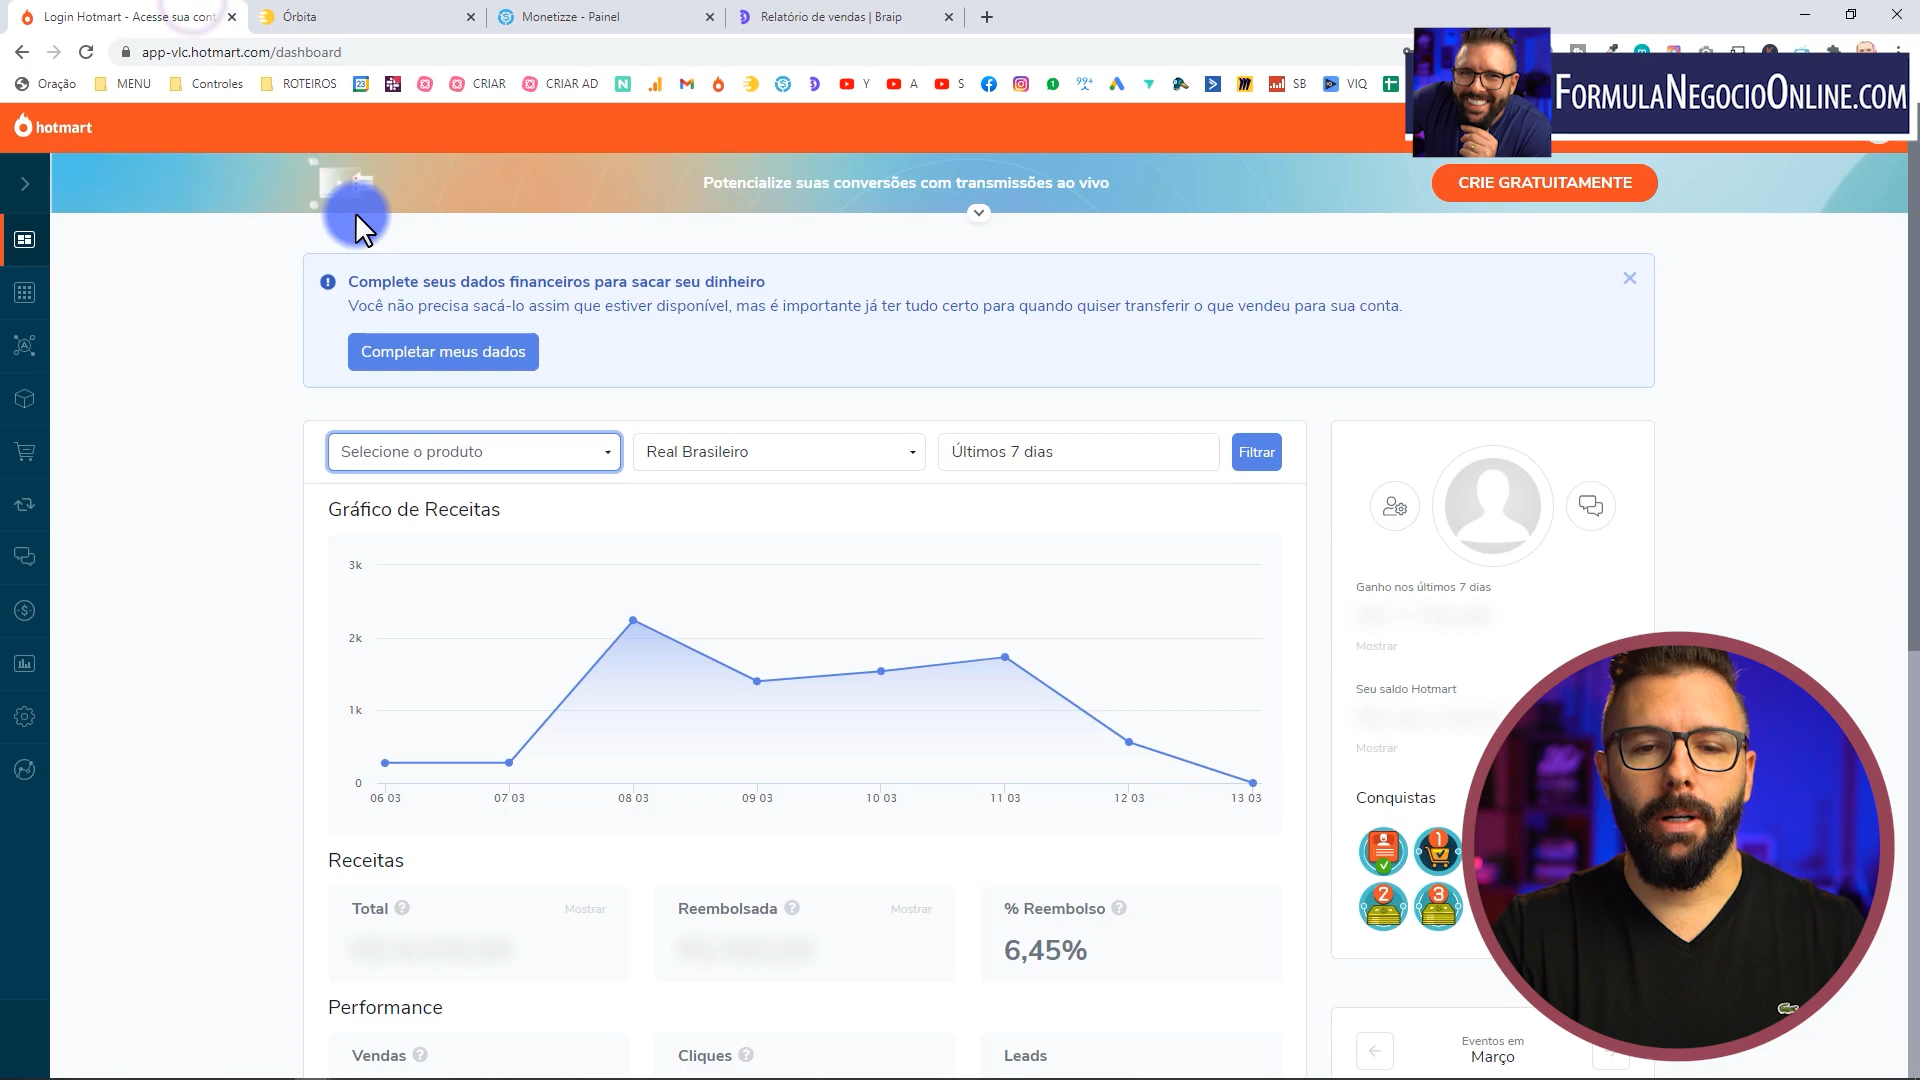 Login Hotmart - Acesse sua cont
Órbita
Monetizze - Painel
Relatório de vendas | Braip
app-vlc.hotmart.com/dashboard
Oração
MENU
Controles
ROTEIROS
23
CRIAR
CRIAR AD
Y
A
S
99+
SB
VIQ
FORMULANEGOCIOONLINE.COM
hotmart
Potencialize suas conversões com transmissões ao vivo
CRIE GRATUITAMENTE
Complete seus dados financeiros para sacar seu dinheiro
Você não precisa sacá-lo assim que estiver disponível, mas é importante já ter tudo certo para quando quiser transferir o que vendeu para sua conta.
Completar meus dados
Selecione o produto
Real Brasileiro
Últimos 7 dias
Filtrar
Gráfico de Receitas
3k
2k
1k
0
06 03
07 03
08 03
09 03
10 03
11 03
12 03
13 03
Receitas
Total
Mostrar
Reembolsada
Mostrar
% Reembolso
6,45%
Performance
Vendas
Cliques
Leads
Ganho nos últimos 7 dias
Mostrar
Seu saldo Hotmart
Mostrar
Conquistas
1
2
3
Eventos em
Março